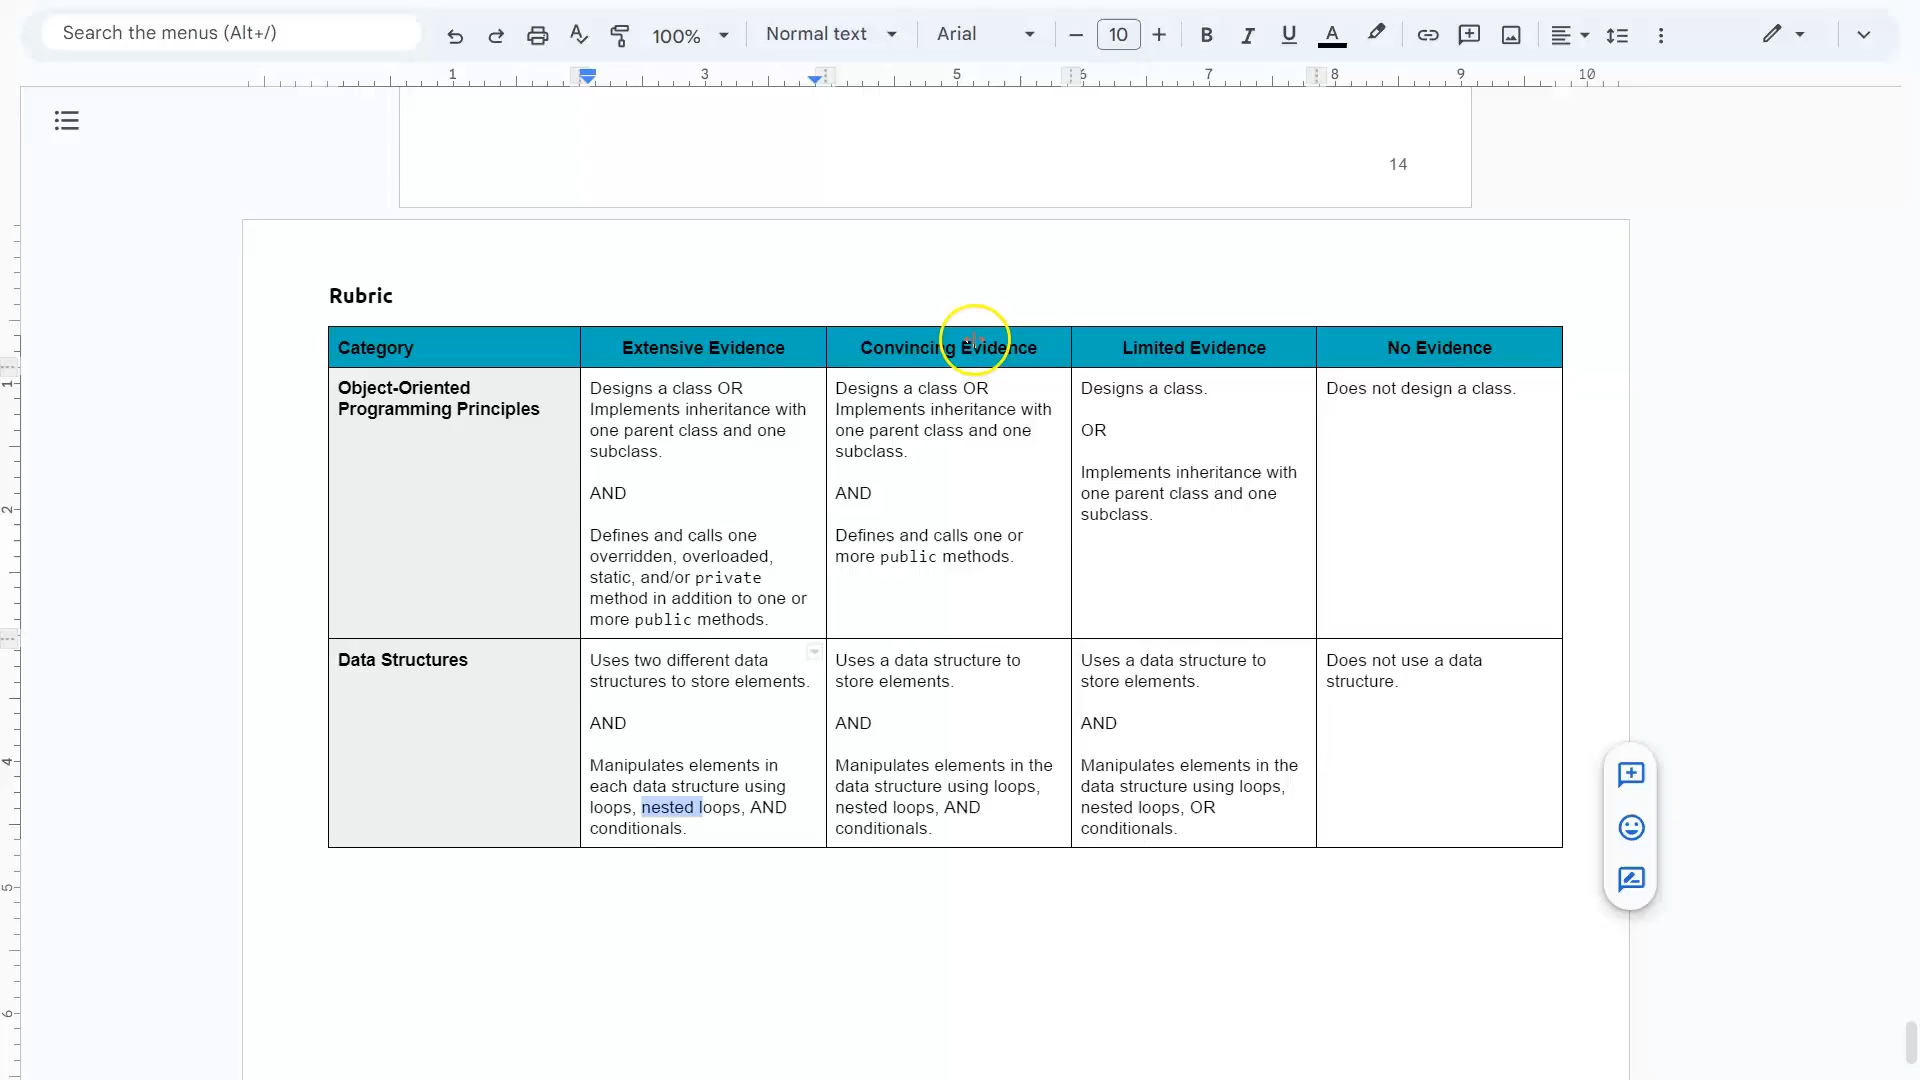 Search the menus (Alt+/)
100%
Normal text
Arial
10
B
I
U
A
1
3
5
6
7
8
9
10
14
Rubric
Category
Extensive Evidence
Convincing Evidence
Limited Evidence
No Evidence
Object-Oriented
Programming Principles
Designs a class OR
Implements inheritance with
one parent class and one
subclass.
AND
Defines and calls one
overridden, overloaded,
static, and/or private
method in addition to one or
more public methods.
Designs a class OR
Implements inheritance with
one parent class and one
subclass.
AND
Defines and calls one or
more public methods.
Designs a class.
OR
Implements inheritance with
one parent class and one
subclass.
Does not design a class.
Data Structures
Uses two different data
structures to store elements.
AND
Manipulates elements in
each data structure using
loops, nested loops, AND
conditionals.
Uses a data structure to
store elements.
AND
Manipulates elements in the
data structure using loops,
nested loops, AND
conditionals.
Uses a data structure to
store elements.
AND
Manipulates elements in the
data structure using loops,
nested loops, OR
conditionals.
Does not use a data
structure.
1
2
4
5
6